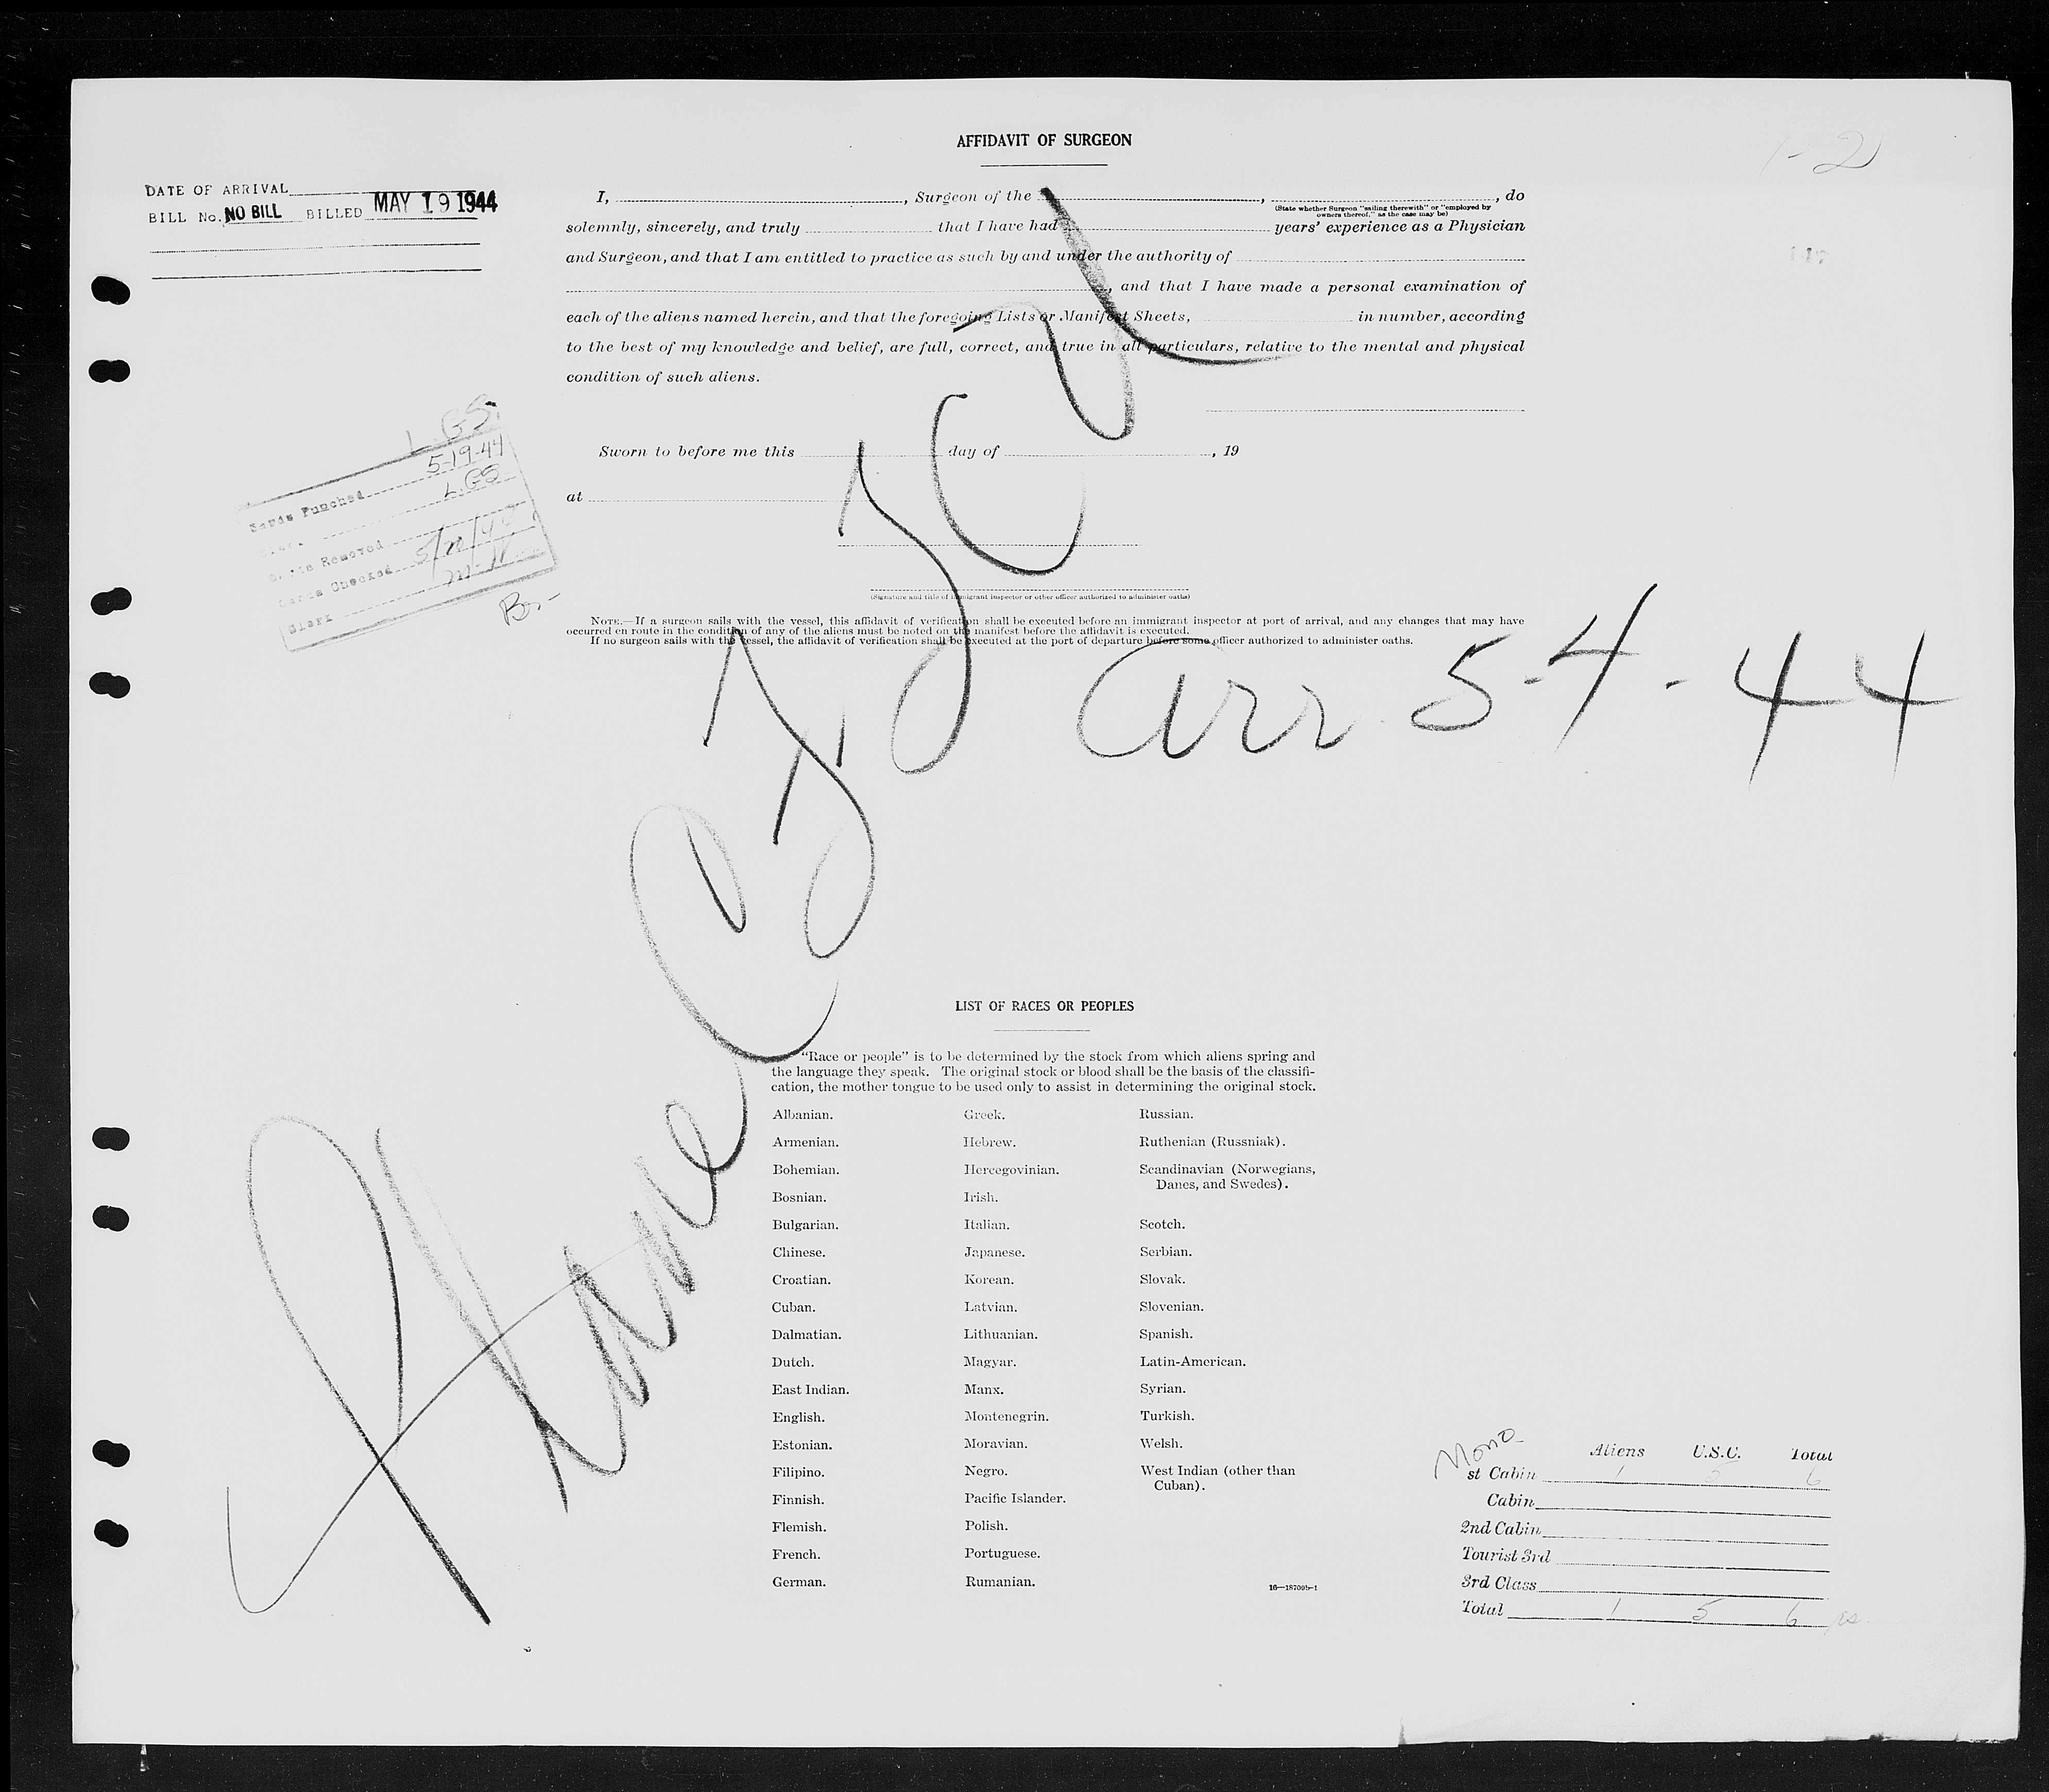 AFFIDAVIT OF SURGEON
DATE OF ARRIVAL
BILL No. NO BILL BILLED MAY 19 1944
I, , Surgeon of the , , do
(State whether Surgeon "sailing therewith" or "employed by
owners thereof," as the case may be)
solemnly, sincerely, and truly that I have had years' experience as a Physician
and Surgeon, and that I am entitled to practice as such by and under the authority of
, and that I have made a personal examination of
each of the aliens named herein, and that the foregoing Lists or Manifest Sheets, in number, according
to the best of my knowledge and belief, are full, correct, and true in all particulars, relative to the mental and physical
condition of such aliens.
Sworn to before me this day of , 19
at
(Signature and title of immigrant inspector or other officer authorized to administer oaths)
L.GS.
5-19-44
Cards Punched L.GS
Removed
Cards Checked
Clerk
NOTE.—If a surgeon sails with the vessel, this affidavit of verification shall be executed before an immigrant inspector at port of arrival, and any changes that may have
occurred en route in the condition of any of the aliens must be noted on the manifest before the affidavit is executed.
If no surgeon sails with the vessel, the affidavit of verification shall be executed at the port of departure before some officer authorized to administer oaths.
arr 5-4-44
LIST OF RACES OR PEOPLES
"Race or people" is to be determined by the stock from which aliens spring and
the language they speak. The original stock or blood shall be the basis of the classifi-
cation, the mother tongue to be used only to assist in determining the original stock.
Albanian.
Armenian.
Bohemian.
Bosnian.
Bulgarian.
Chinese.
Croatian.
Cuban.
Dalmatian.
Dutch.
East Indian.
English.
Estonian.
Filipino.
Finnish.
Flemish.
French.
German.
Greek.
Hebrew.
Hercegovinian.
Irish.
Italian.
Japanese.
Korean.
Latvian.
Lithuanian.
Magyar.
Manx.
Montenegrin.
Moravian.
Negro.
Pacific Islander.
Polish.
Portuguese.
Rumanian.
Russian.
Ruthenian (Russniak).
Scandinavian (Norwegians,
Danes, and Swedes).
Scotch.
Serbian.
Slovak.
Slovenian.
Spanish.
Latin-American.
Syrian.
Turkish.
Welsh.
West Indian (other than
Cuban).
16—18709b-1
Mono
Aliens U.S.C. Total
st Cabin 1 5 6
Cabin
2nd Cabin
Tourist 3rd
3rd Class
Total 1 5 6